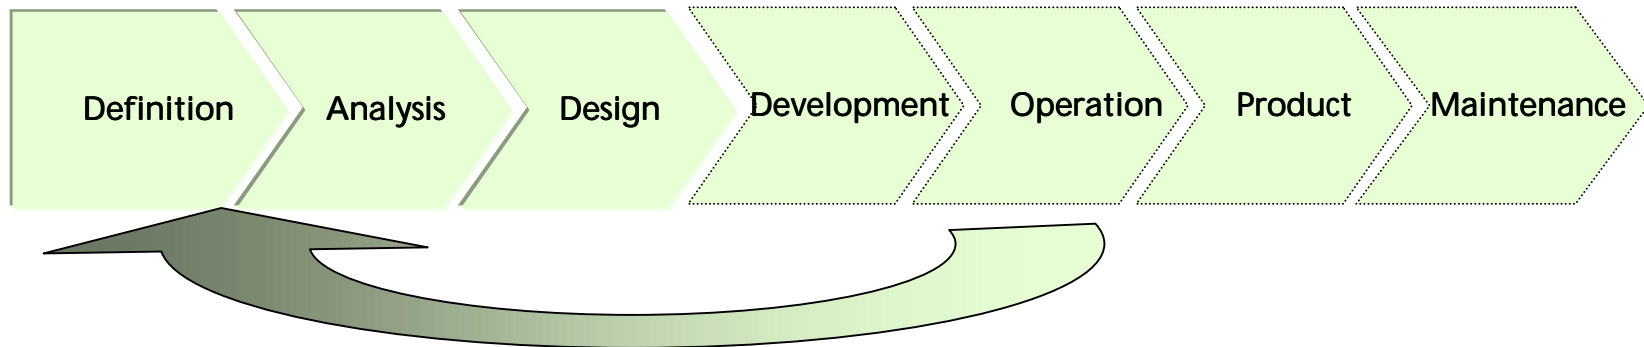 Definition
Analysis
Design
Development
Operation
Product
Maintenance